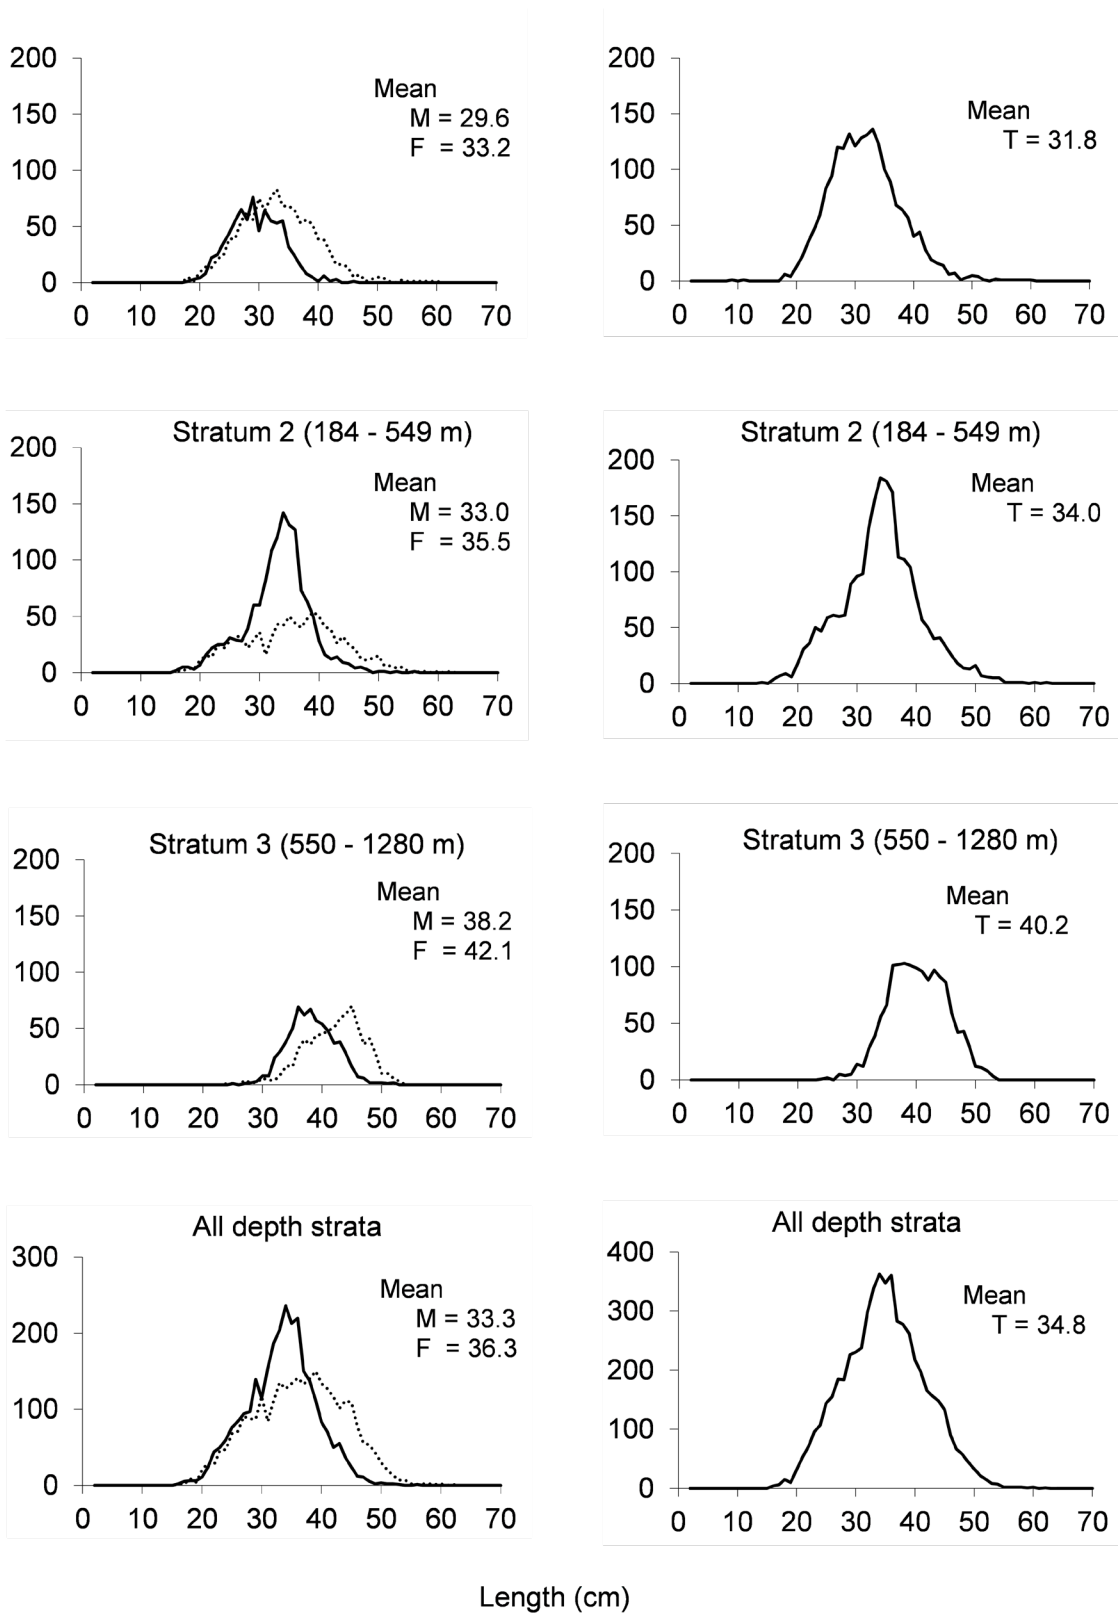 200
150
100
50
0
0 10 20 30 40 50 60 70
Mean
M = 29.6
F = 33.2
200
150
100
50
0
0 10 20 30 40 50 60 70
Mean
T = 31.8
Stratum 2 (184 - 549 m)
200
150
100
50
0
0 10 20 30 40 50 60 70
Mean
M = 33.0
F = 35.5
Stratum 2 (184 - 549 m)
200
150
100
50
0
0 10 20 30 40 50 60 70
Mean
T = 34.0
Stratum 3 (550 - 1280 m)
200
150
100
50
0
0 10 20 30 40 50 60 70
Mean
M = 38.2
F = 42.1
Stratum 3 (550 - 1280 m)
200
150
100
50
0
0 10 20 30 40 50 60 70
Mean
T = 40.2
All depth strata
300
200
100
0
0 10 20 30 40 50 60 70
Mean
M = 33.3
F = 36.3
All depth strata
400
300
200
100
0
0 10 20 30 40 50 60 70
Mean
T = 34.8
Length (cm)